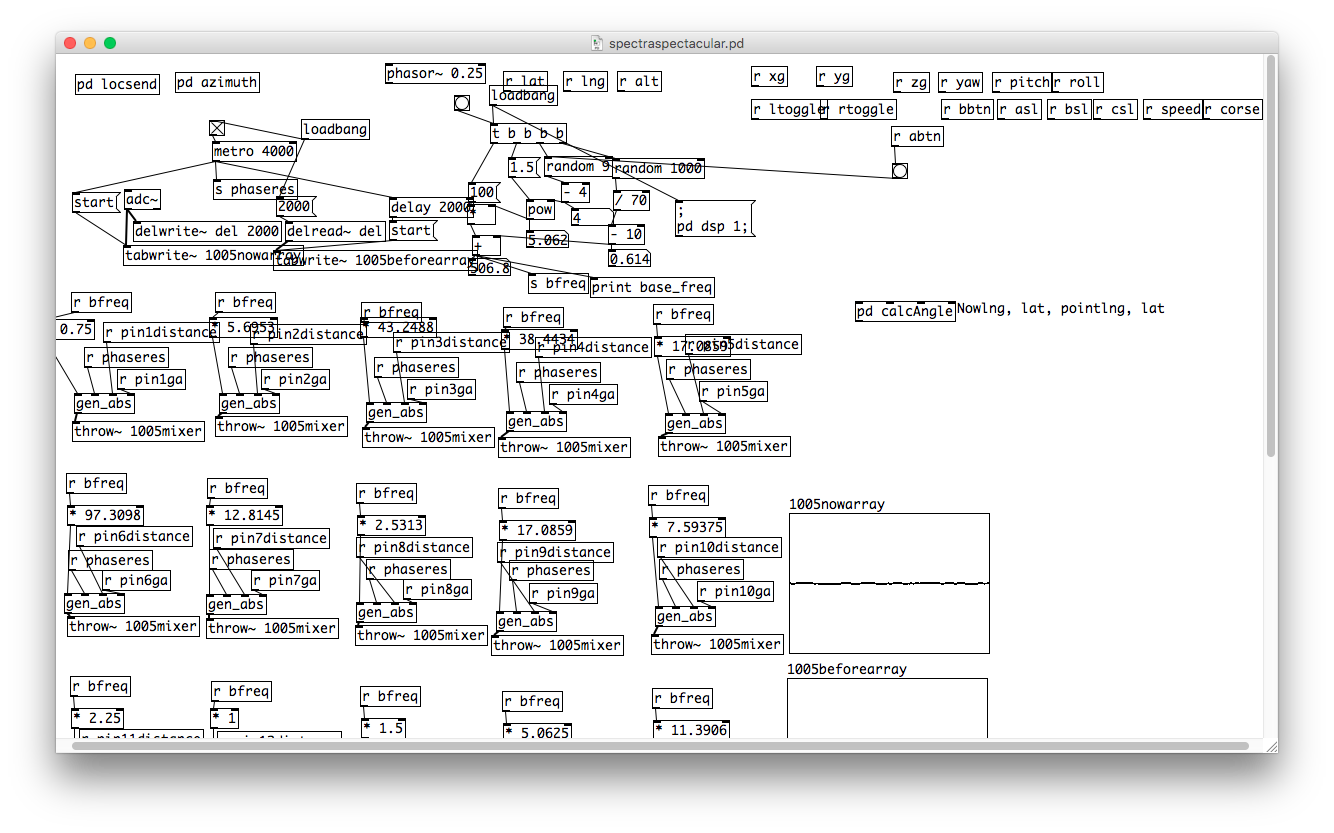 spectraspectacular.pd
pd locsend
pd azimuth
phasor~ 0.25
r lat
r lng
r alt
r xg
r yg
r zg
r yaw
r pitch
r roll
loadbang
r ltoggle
r rtoggle
r bbtn
r asl
r bsl
r csl
r speed
r corse
loadbang
t b b b b
r abtn
metro 4000
1.5
random 9
random 1000
s phaseres
start
adc~
2000
delay 2000
100
- 4
/ 70
*
pow
4
;
pd dsp 1;
delwrite~ del 2000
delread~ del
start
5.062
- 10
+
tabwrite~ 1005nowarray
tabwrite~ 1005beforearray
506.8
0.614
s bfreq
print base_freq
r bfreq
r bfreq
r bfreq
r bfreq
r bfreq
pd calcAngle
Nowlng, lat, pointlng, lat
0.75
r pin1distance
* 5.6953
r pin2distance
* 43.2488
r pin3distance
* 38.4434
r pin4distance
* 17.0859
r pin5distance
r phaseres
r phaseres
r phaseres
r phaseres
r phaseres
r pin1ga
r pin2ga
r pin3ga
r pin4ga
r pin5ga
gen_abs
gen_abs
gen_abs
gen_abs
gen_abs
throw~ 1005mixer
throw~ 1005mixer
throw~ 1005mixer
throw~ 1005mixer
throw~ 1005mixer
r bfreq
r bfreq
r bfreq
r bfreq
r bfreq
1005nowarray
* 97.3098
* 12.8145
* 2.5313
* 17.0859
* 7.59375
r pin6distance
r pin7distance
r pin8distance
r pin9distance
r pin10distance
r phaseres
r phaseres
r phaseres
r phaseres
r phaseres
r pin6ga
r pin7ga
r pin8ga
r pin9ga
r pin10ga
gen_abs
gen_abs
gen_abs
gen_abs
gen_abs
throw~ 1005mixer
throw~ 1005mixer
throw~ 1005mixer
throw~ 1005mixer
throw~ 1005mixer
1005beforearray
r bfreq
r bfreq
r bfreq
r bfreq
r bfreq
* 2.25
* 1
* 1.5
* 5.0625
* 11.3906
r pin11distance
r pin12distance